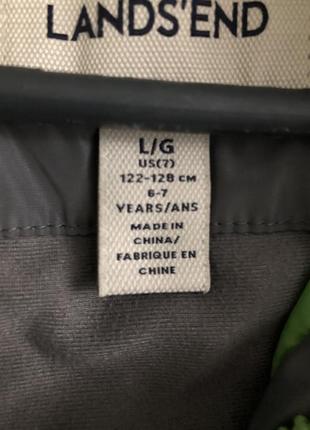 LANDS'END
L/G
US(7)
122-128 CM
6-7
YEARS/ANS
MADE IN
CHINA/
FABRIQUE EN
CHINE